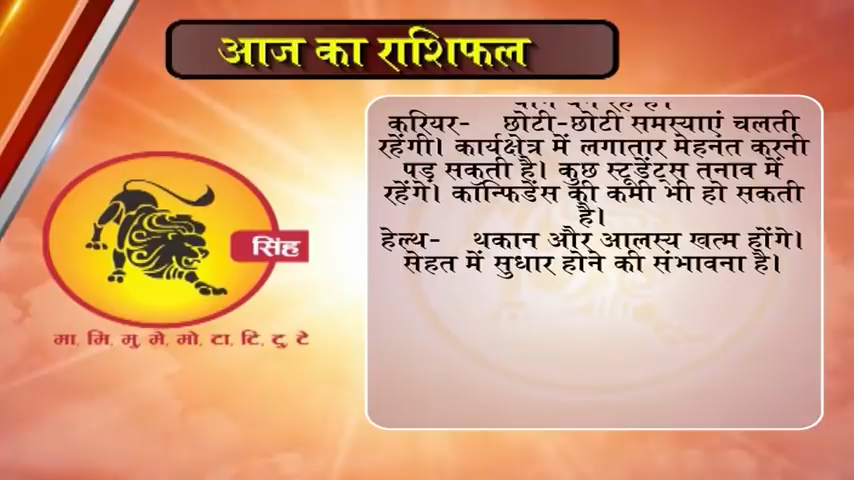 आज का राशिफल
करियर- छोटी-छोटी समस्याएं चलती
रहेंगी। कार्यक्षेत्र में लगातार मेहनत करनी
पड़ सकती है। कुछ स्टूडेंट्स तनाव में
रहेंगे। कॉन्फिडेंस की कमी भी हो सकती
है।
हेल्थ- थकान और आलस्य खत्म होंगे।
सेहत में सुधार होने की संभावना है।
सिंह
मा, मि, मु, मे, मो, टा, टि, टु, टे